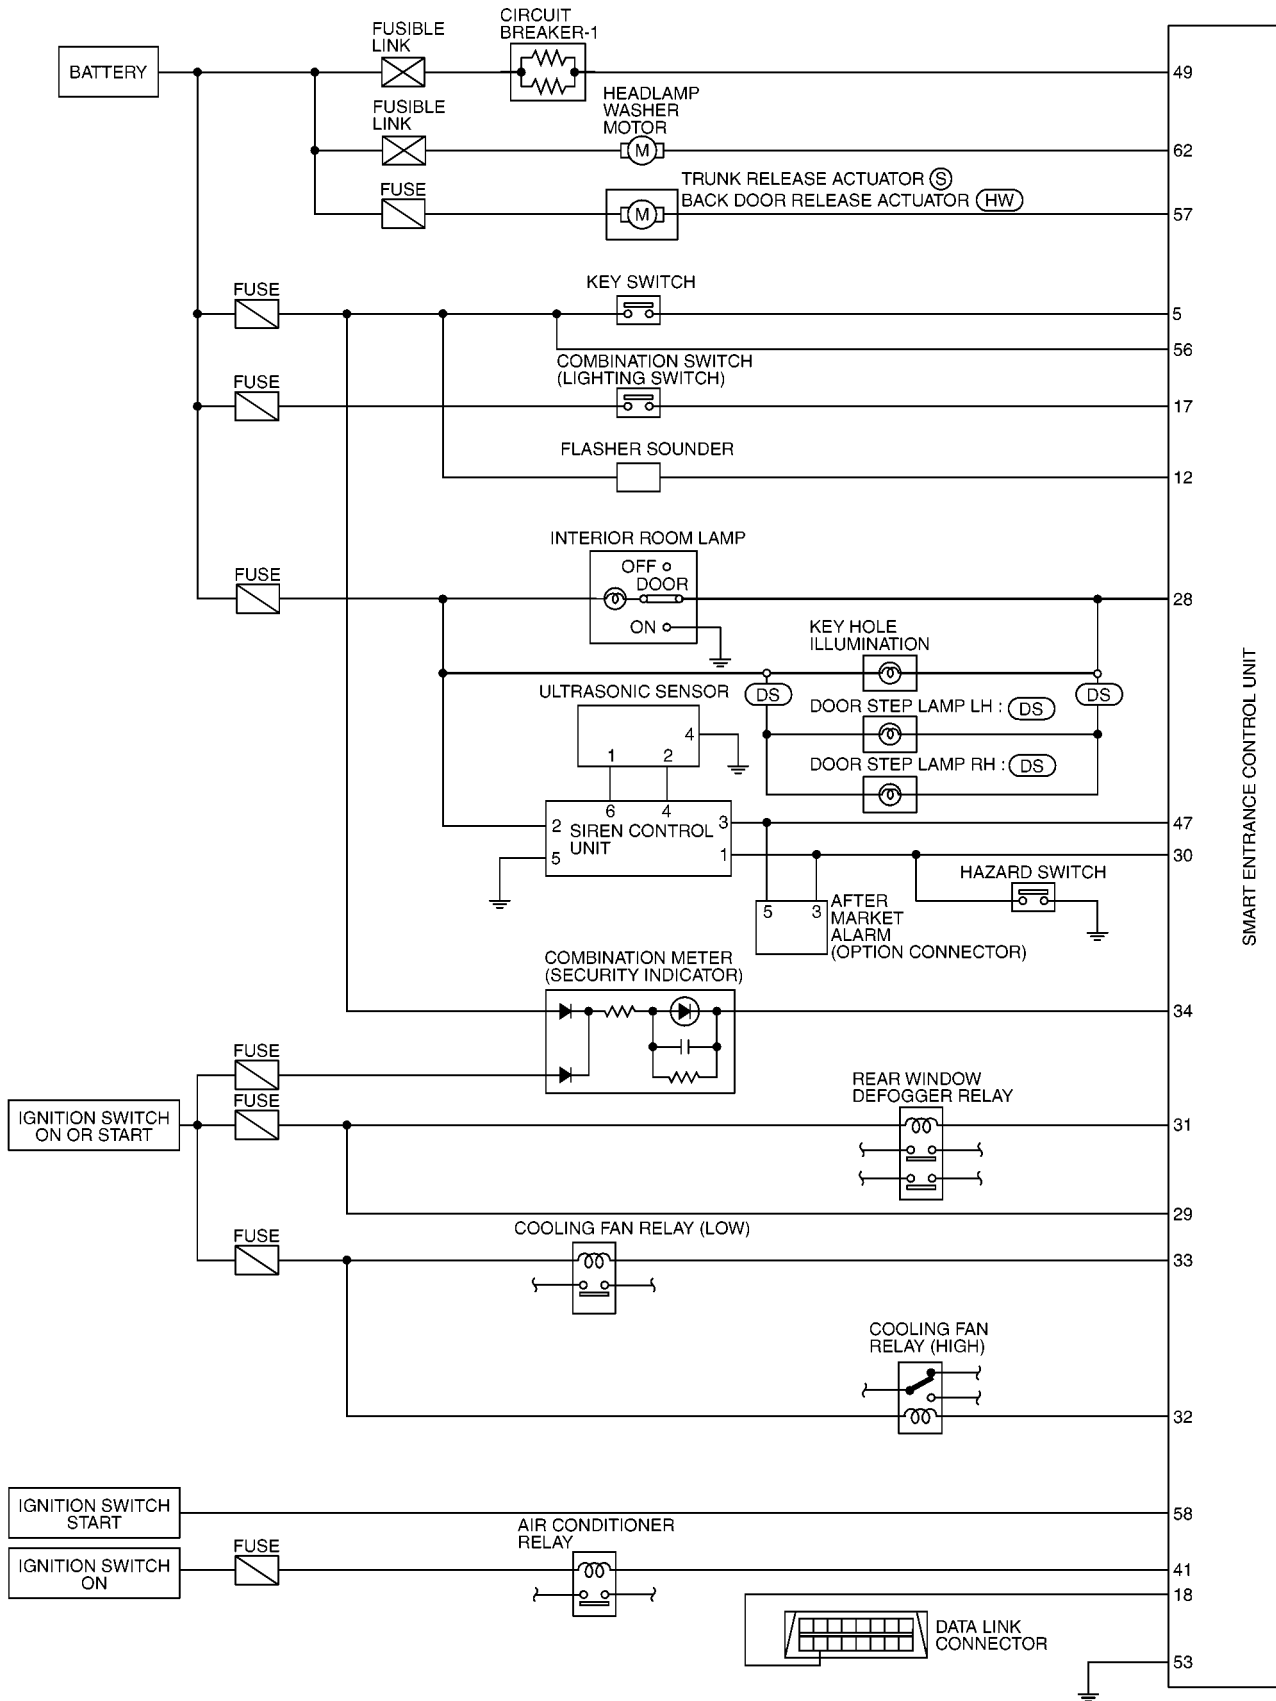 CIRCUIT
BREAKER-1
FUSIBLE
LINK
BATTERY
49
HEADLAMP
WASHER
MOTOR
FUSIBLE
LINK
M
62
TRUNK RELEASE ACTUATOR S
BACK DOOR RELEASE ACTUATOR HW
FUSE
M
57
KEY SWITCH
FUSE
5
56
COMBINATION SWITCH
(LIGHTING SWITCH)
FUSE
17
FLASHER SOUNDER
12
INTERIOR ROOM LAMP
OFF
DOOR
ON
FUSE
28
KEY HOLE
ILLUMINATION
DS
DS
ULTRASONIC SENSOR
4
1 2
DOOR STEP LAMP LH : DS
DOOR STEP LAMP RH : DS
6 4
2 SIREN CONTROL 3
UNIT
5 1
47
30
HAZARD SWITCH
5 3
AFTER
MARKET
ALARM
(OPTION CONNECTOR)
SMART ENTRANCE CONTROL UNIT
COMBINATION METER
(SECURITY INDICATOR)
34
FUSE
FUSE
IGNITION SWITCH
ON OR START
REAR WINDOW
DEFOGGER RELAY
31
29
COOLING FAN RELAY (LOW)
FUSE
33
COOLING FAN
RELAY (HIGH)
32
IGNITION SWITCH
START
58
AIR CONDITIONER
RELAY
FUSE
IGNITION SWITCH
ON
41
18
DATA LINK
CONNECTOR
53